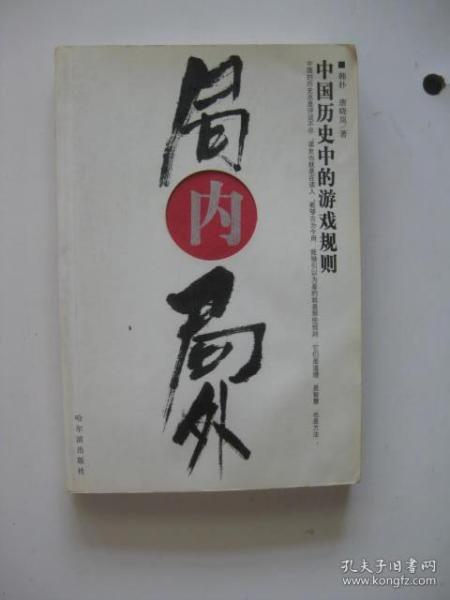 局内局外
■韩朴 唐晓岚/著
中国历史中的游戏规则
哈尔滨出版社
孔夫子旧书网
www.kongfz.com